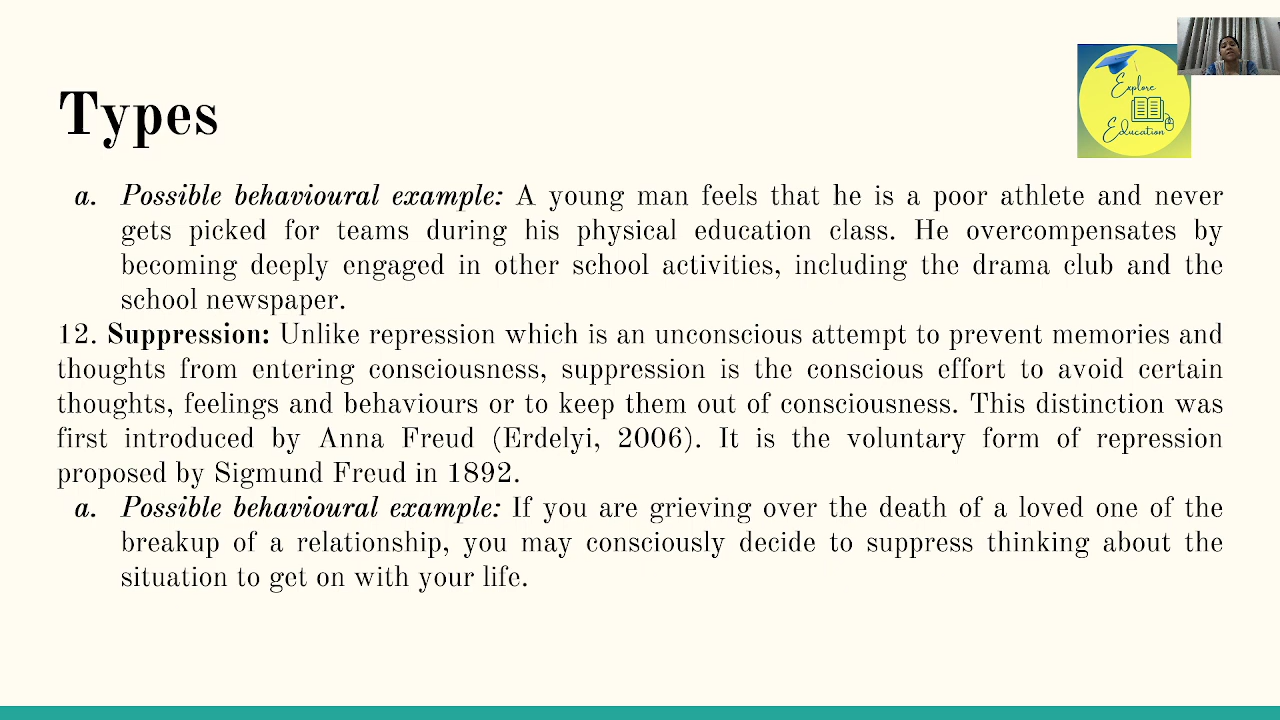 Explore
Education
Types
a. Possible behavioural example: A young man feels that he is a poor athlete and never
gets picked for teams during his physical education class. He overcompensates by
becoming deeply engaged in other school activities, including the drama club and the
school newspaper.
12. Suppression: Unlike repression which is an unconscious attempt to prevent memories and
thoughts from entering consciousness, suppression is the conscious effort to avoid certain
thoughts, feelings and behaviours or to keep them out of consciousness. This distinction was
first introduced by Anna Freud (Erdelyi, 2006). It is the voluntary form of repression
proposed by Sigmund Freud in 1892.
a. Possible behavioural example: If you are grieving over the death of a loved one of the
breakup of a relationship, you may consciously decide to suppress thinking about the
situation to get on with your life.